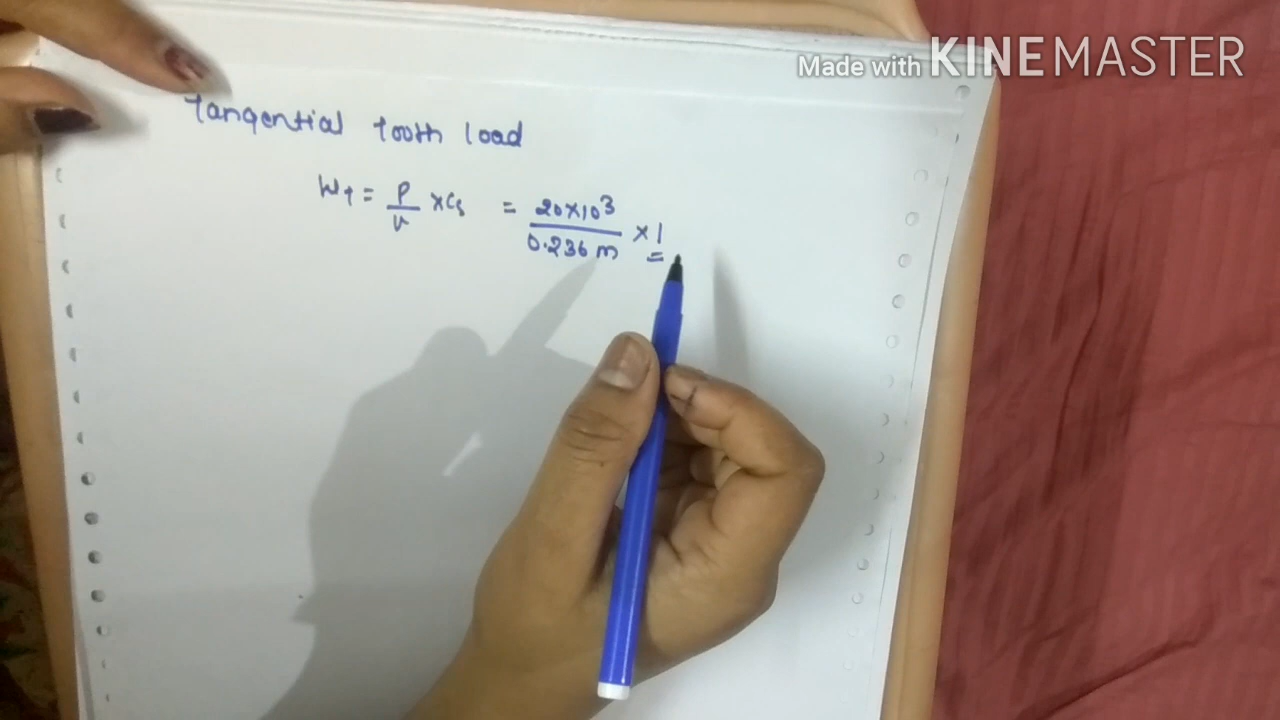 Made with KINEMASTER
Tangential tooth load
WT = P/v × Cs = 20×10³/0.236 m × 1